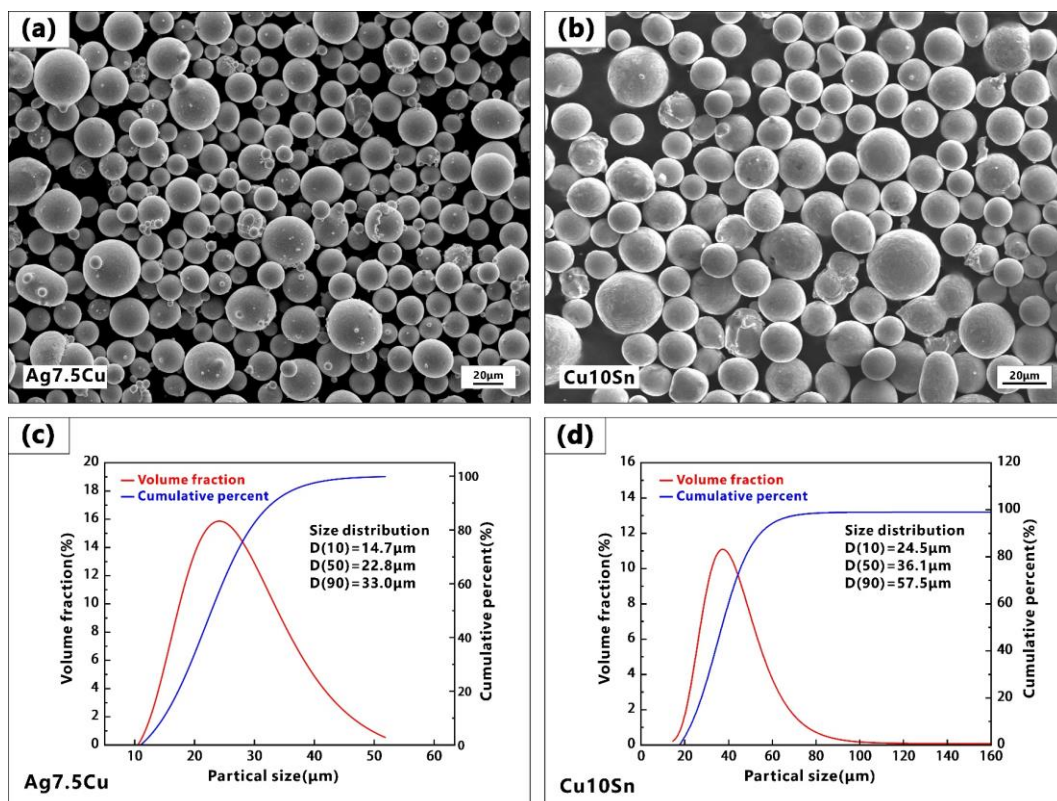 (a)
Ag7.5Cu
20μm
(b)
Cu10Sn
20μm
(c)
20
18
16
14
12
10
8
6
4
2
0
Volume fraction(%)
Volume fraction
Cumulative percent
Size distribution
D(10)=14.7μm
D(50)=22.8μm
D(90)=33.0μm
100
80
60
40
20
0
Cumulative percent(%)
10 20 30 40 50 60
Partical size(μm)
Ag7.5Cu
(d)
16
14
12
10
8
6
4
2
0
Volume fraction(%)
Volume fraction
Cumulative percent
Size distribution
D(10)=24.5μm
D(50)=36.1μm
D(90)=57.5μm
120
100
80
60
40
20
0
Cumulative percent(%)
0 20 40 60 80 100 120 140 160
Partical size(μm)
Cu10Sn